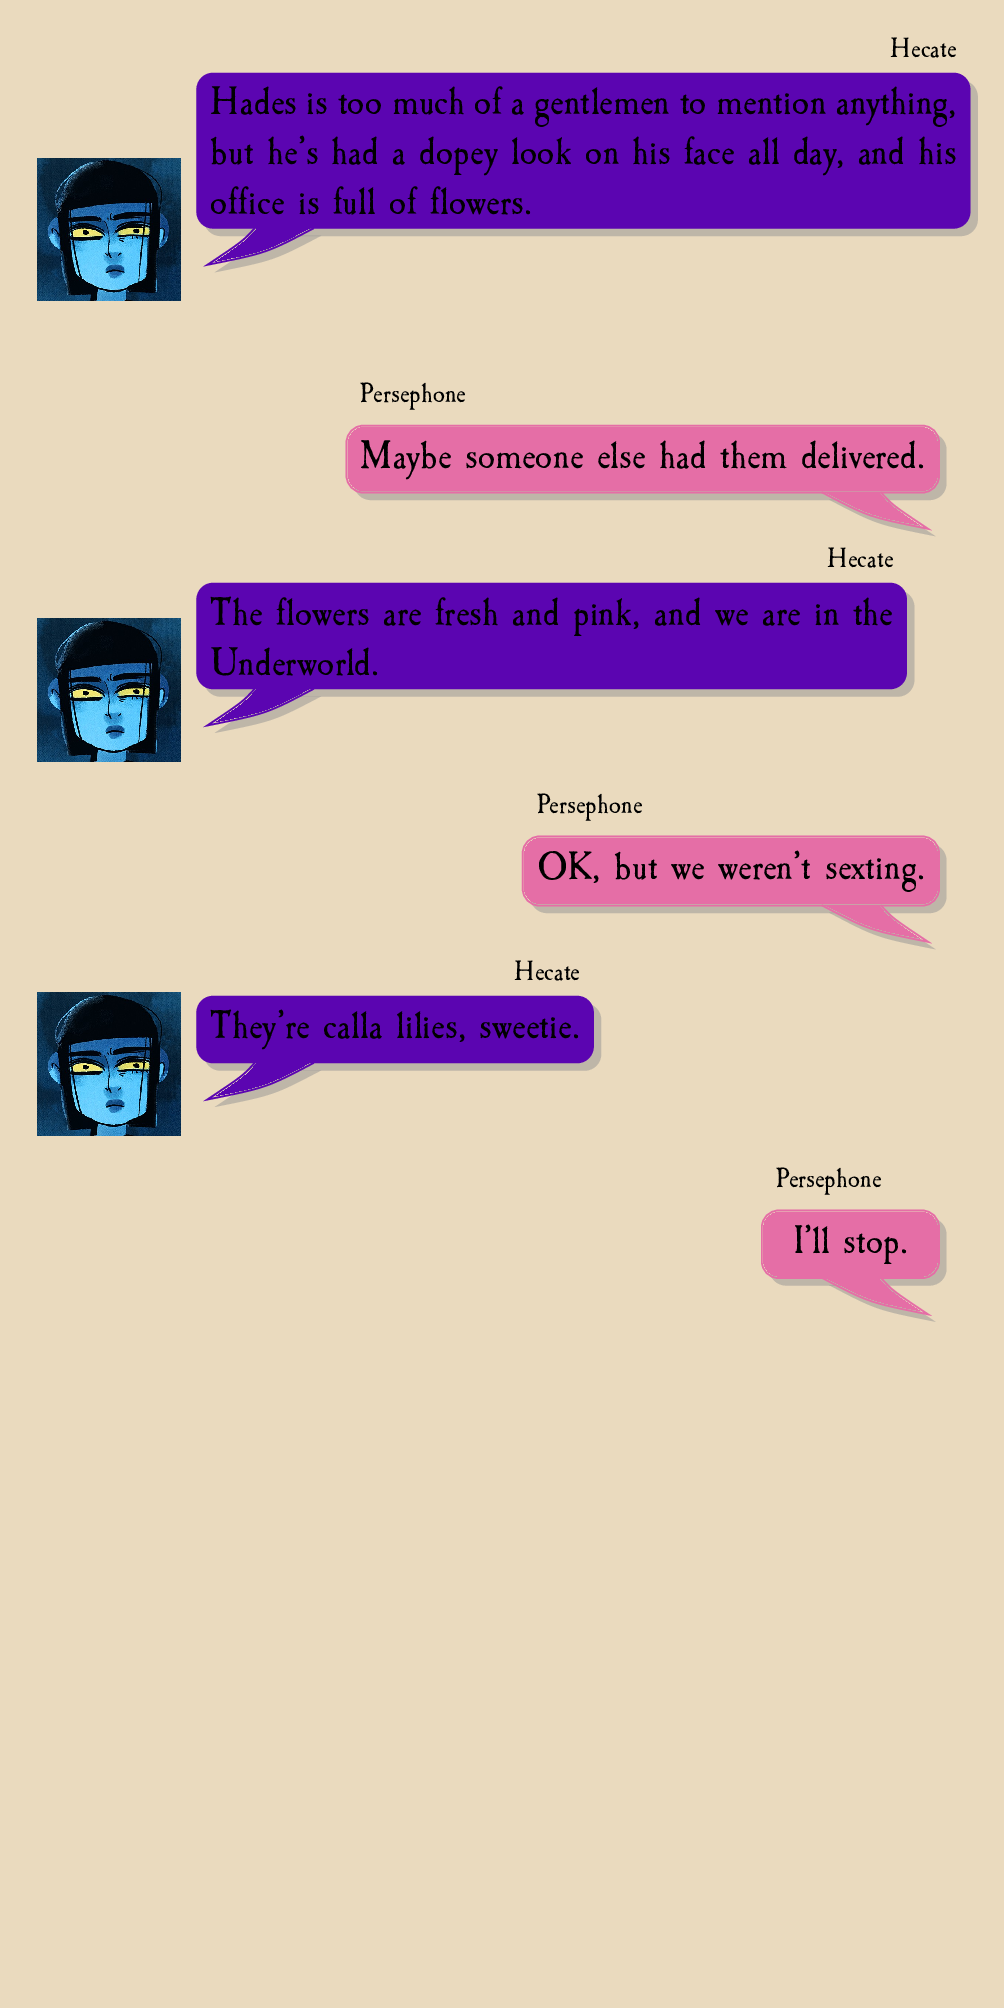 Hecate
Hades is too much of a gentlemen to mention anything,
but he's had a dopey look on his face all day, and his
office is full of flowers.
Persephone
Maybe someone else had them delivered.
Hecate
The flowers are fresh and pink, and we are in the
Underworld.
Persephone
OK, but we weren't sexting.
Hecate
They're calla lilies, sweetie.
Persephone
I'll stop.